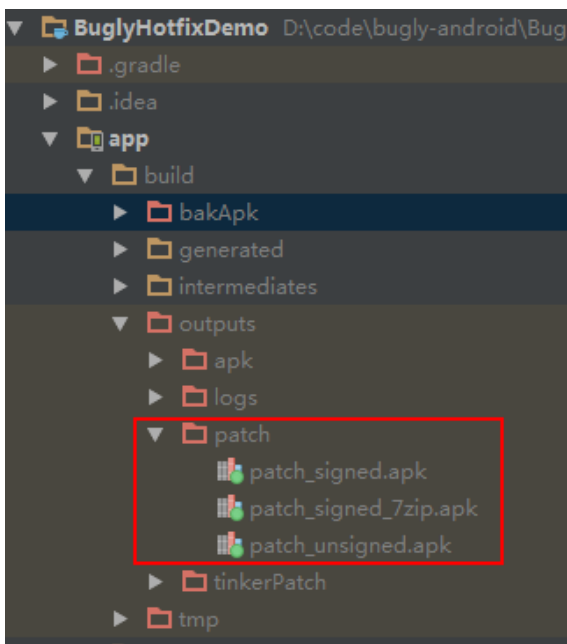 BuglyHotfixDemo D:\code\bugly-android\Bug
.gradle
.idea
app
build
bakApk
generated
intermediates
outputs
apk
logs
patch
patch_signed.apk
patch_signed_7zip.apk
patch_unsigned.apk
tinkerPatch
tmp